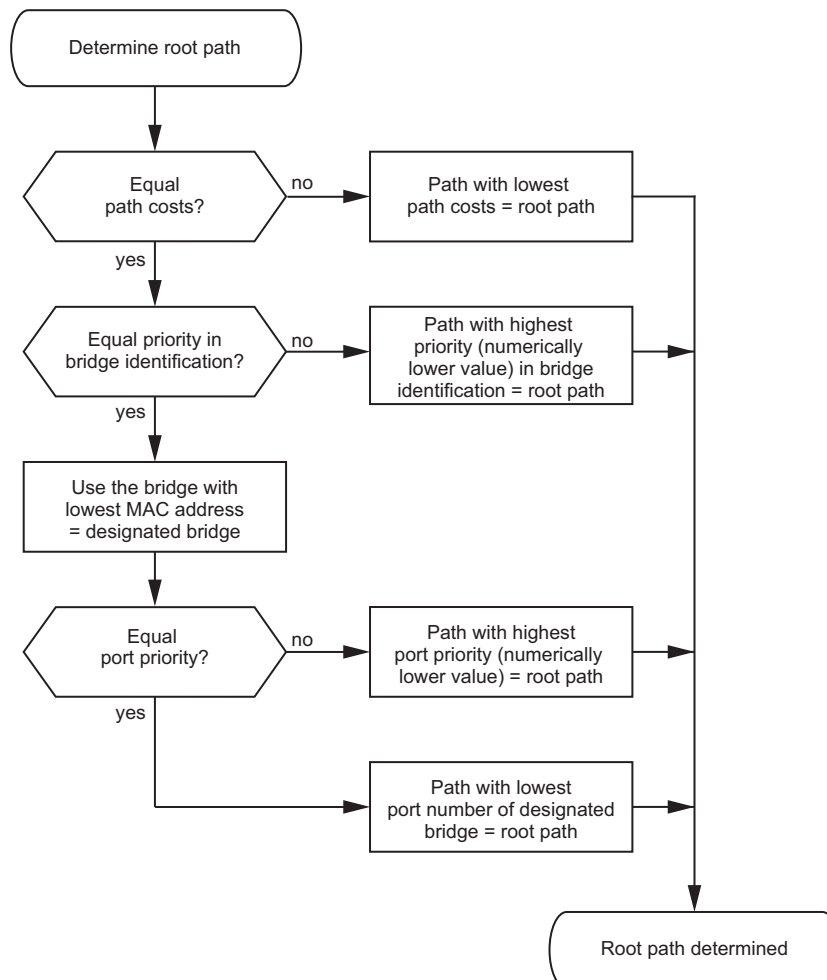 Determine root path
Equal
path costs?
no
Path with lowest
path costs = root path
yes
Equal priority in
bridge identification?
no
Path with highest
priority (numerically
lower value) in bridge
identification = root path
yes
Use the bridge with
lowest MAC address
= designated bridge
Equal
port priority?
no
Path with highest
port priority (numerically
lower value) = root path
yes
Path with lowest
port number of designated
bridge = root path
Root path determined